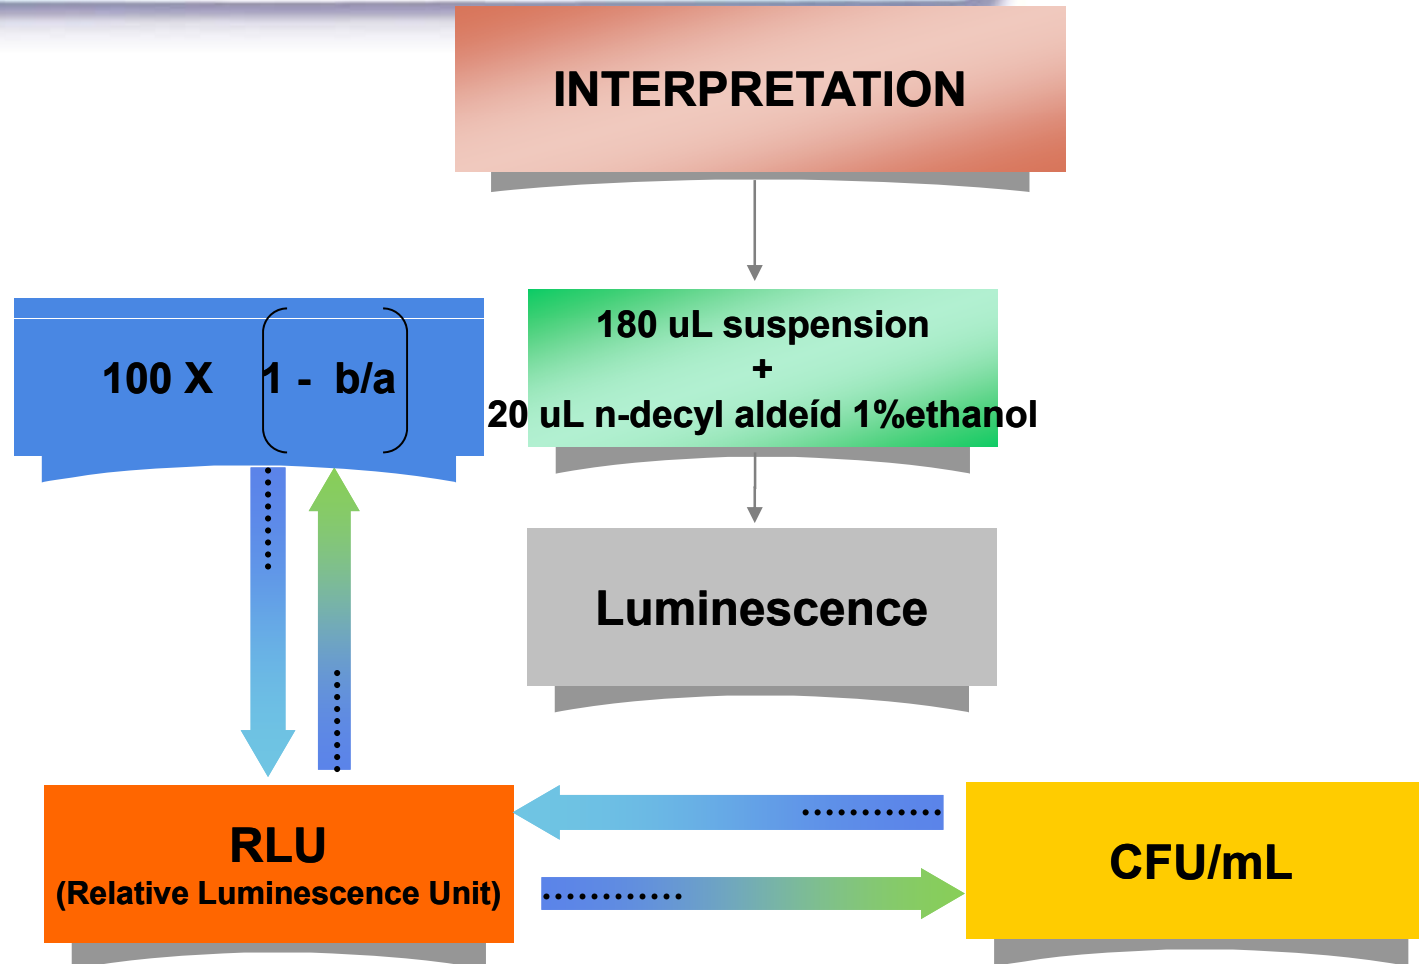 INTERPRETATION
100 X 1 - b/a
180 uL suspension
+
20 uL n-decyl aldeíd 1%ethanol
Luminescence
RLU
(Relative Luminescence Unit)
CFU/mL